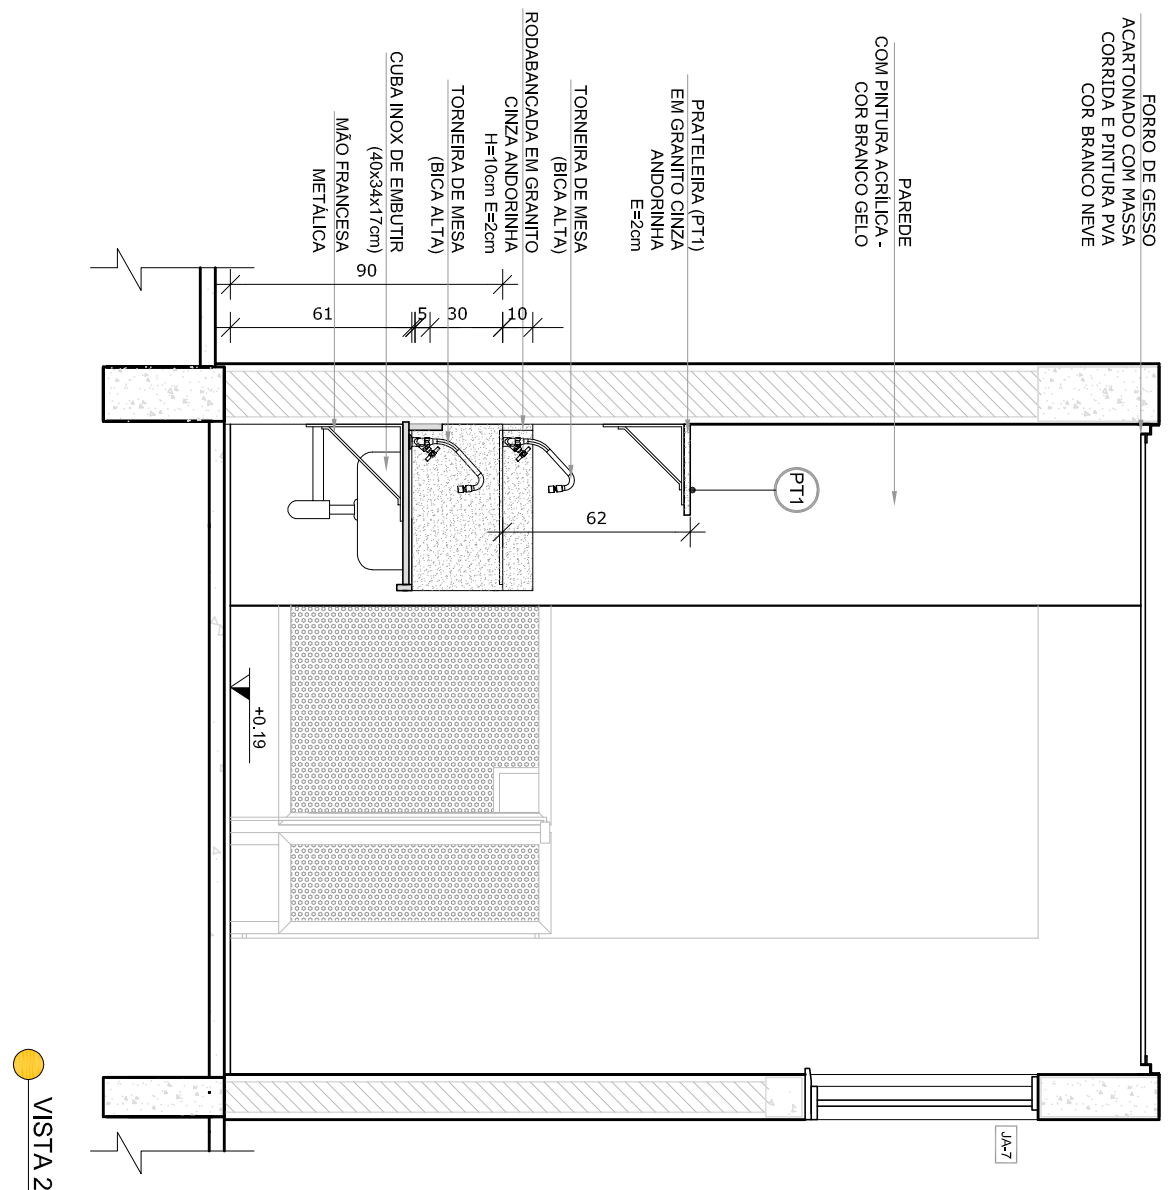 FORRO DE GESSO
ACARTONADO COM MASSA
CORRIDA E PINTURA PVA
COR BRANCO NEVE
PAREDE
COM PINTURA ACRÍLICA -
COR BRANCO GELO
PRATELEIRA (PT1)
EM GRANITO CINZA
ANDORINHA
E=2cm
TORNEIRA DE MESA
(BICA ALTA)
RODABANCADA EM GRANITO
CINZA ANDORINHA
H=10cm E=2cm
TORNEIRA DE MESA
(BICA ALTA)
CUBA INOX DE EMBUTIR
(40x34x17cm)
MÃO FRANCESA
METÁLICA
90
61
5
30
10
PT1
62
+0.19
JA-7
VISTA 2